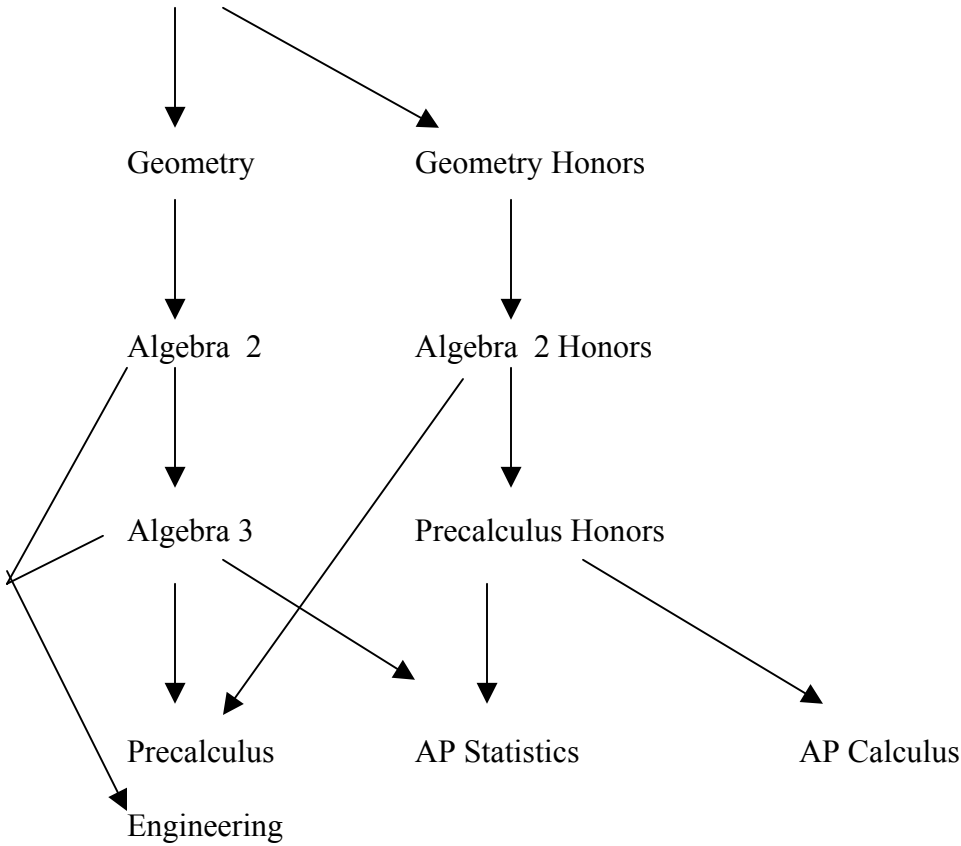 Geometry
Geometry Honors
Algebra  2
Algebra  2 Honors
Algebra 3
Precalculus Honors
Precalculus
AP Statistics
AP Calculus
Engineering